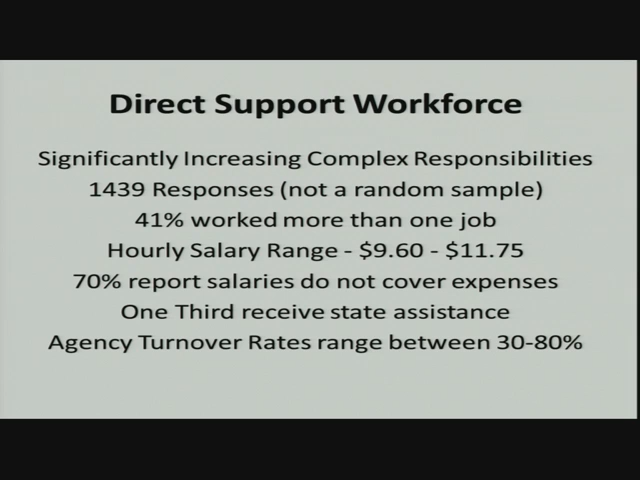 Direct Support Workforce
Significantly Increasing Complex Responsibilities
1439 Responses (not a random sample)
41% worked more than one job
Hourly Salary Range - $9.60 - $11.75
70% report salaries do not cover expenses
One Third receive state assistance
Agency Turnover Rates range between 30-80%